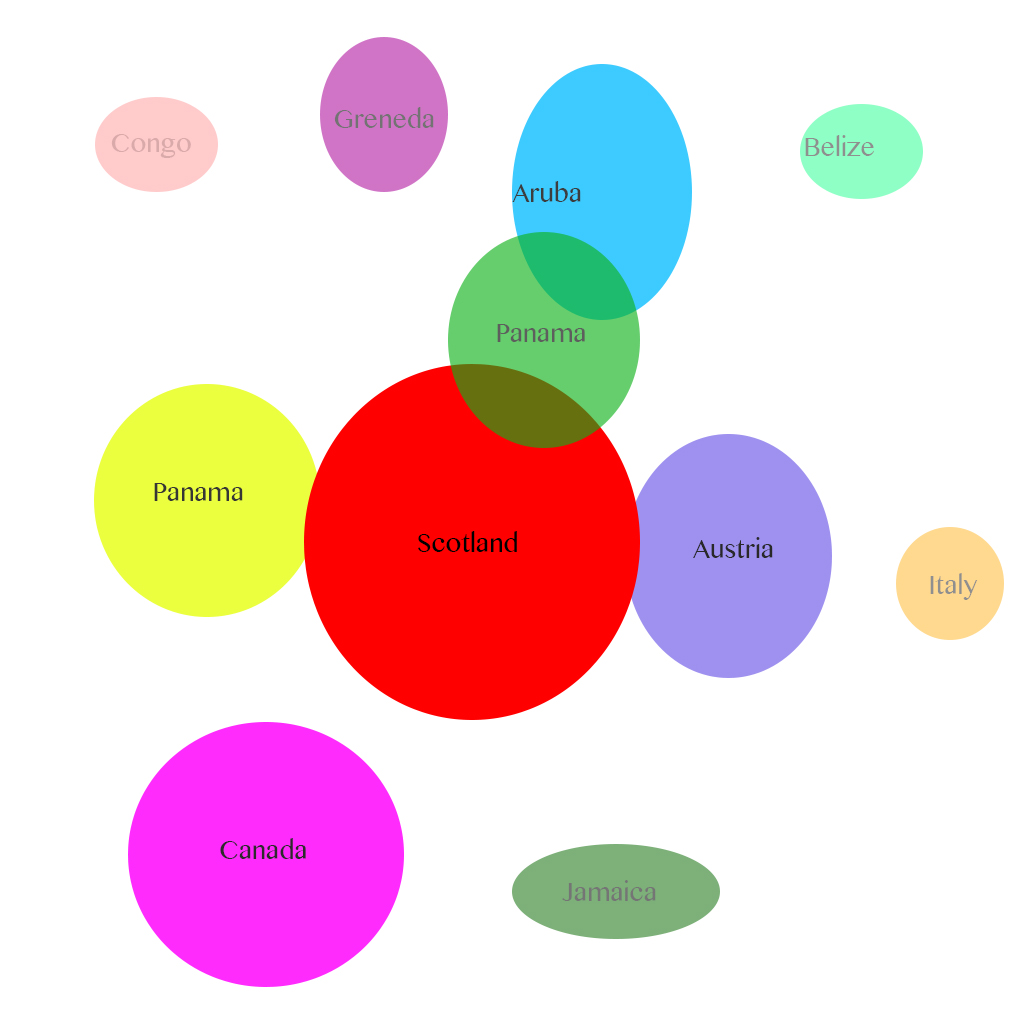 Greneda
Congo
Belize
Aruba
Panama
Panama
Scotland
Austria
Italy
Canada
Jamaica